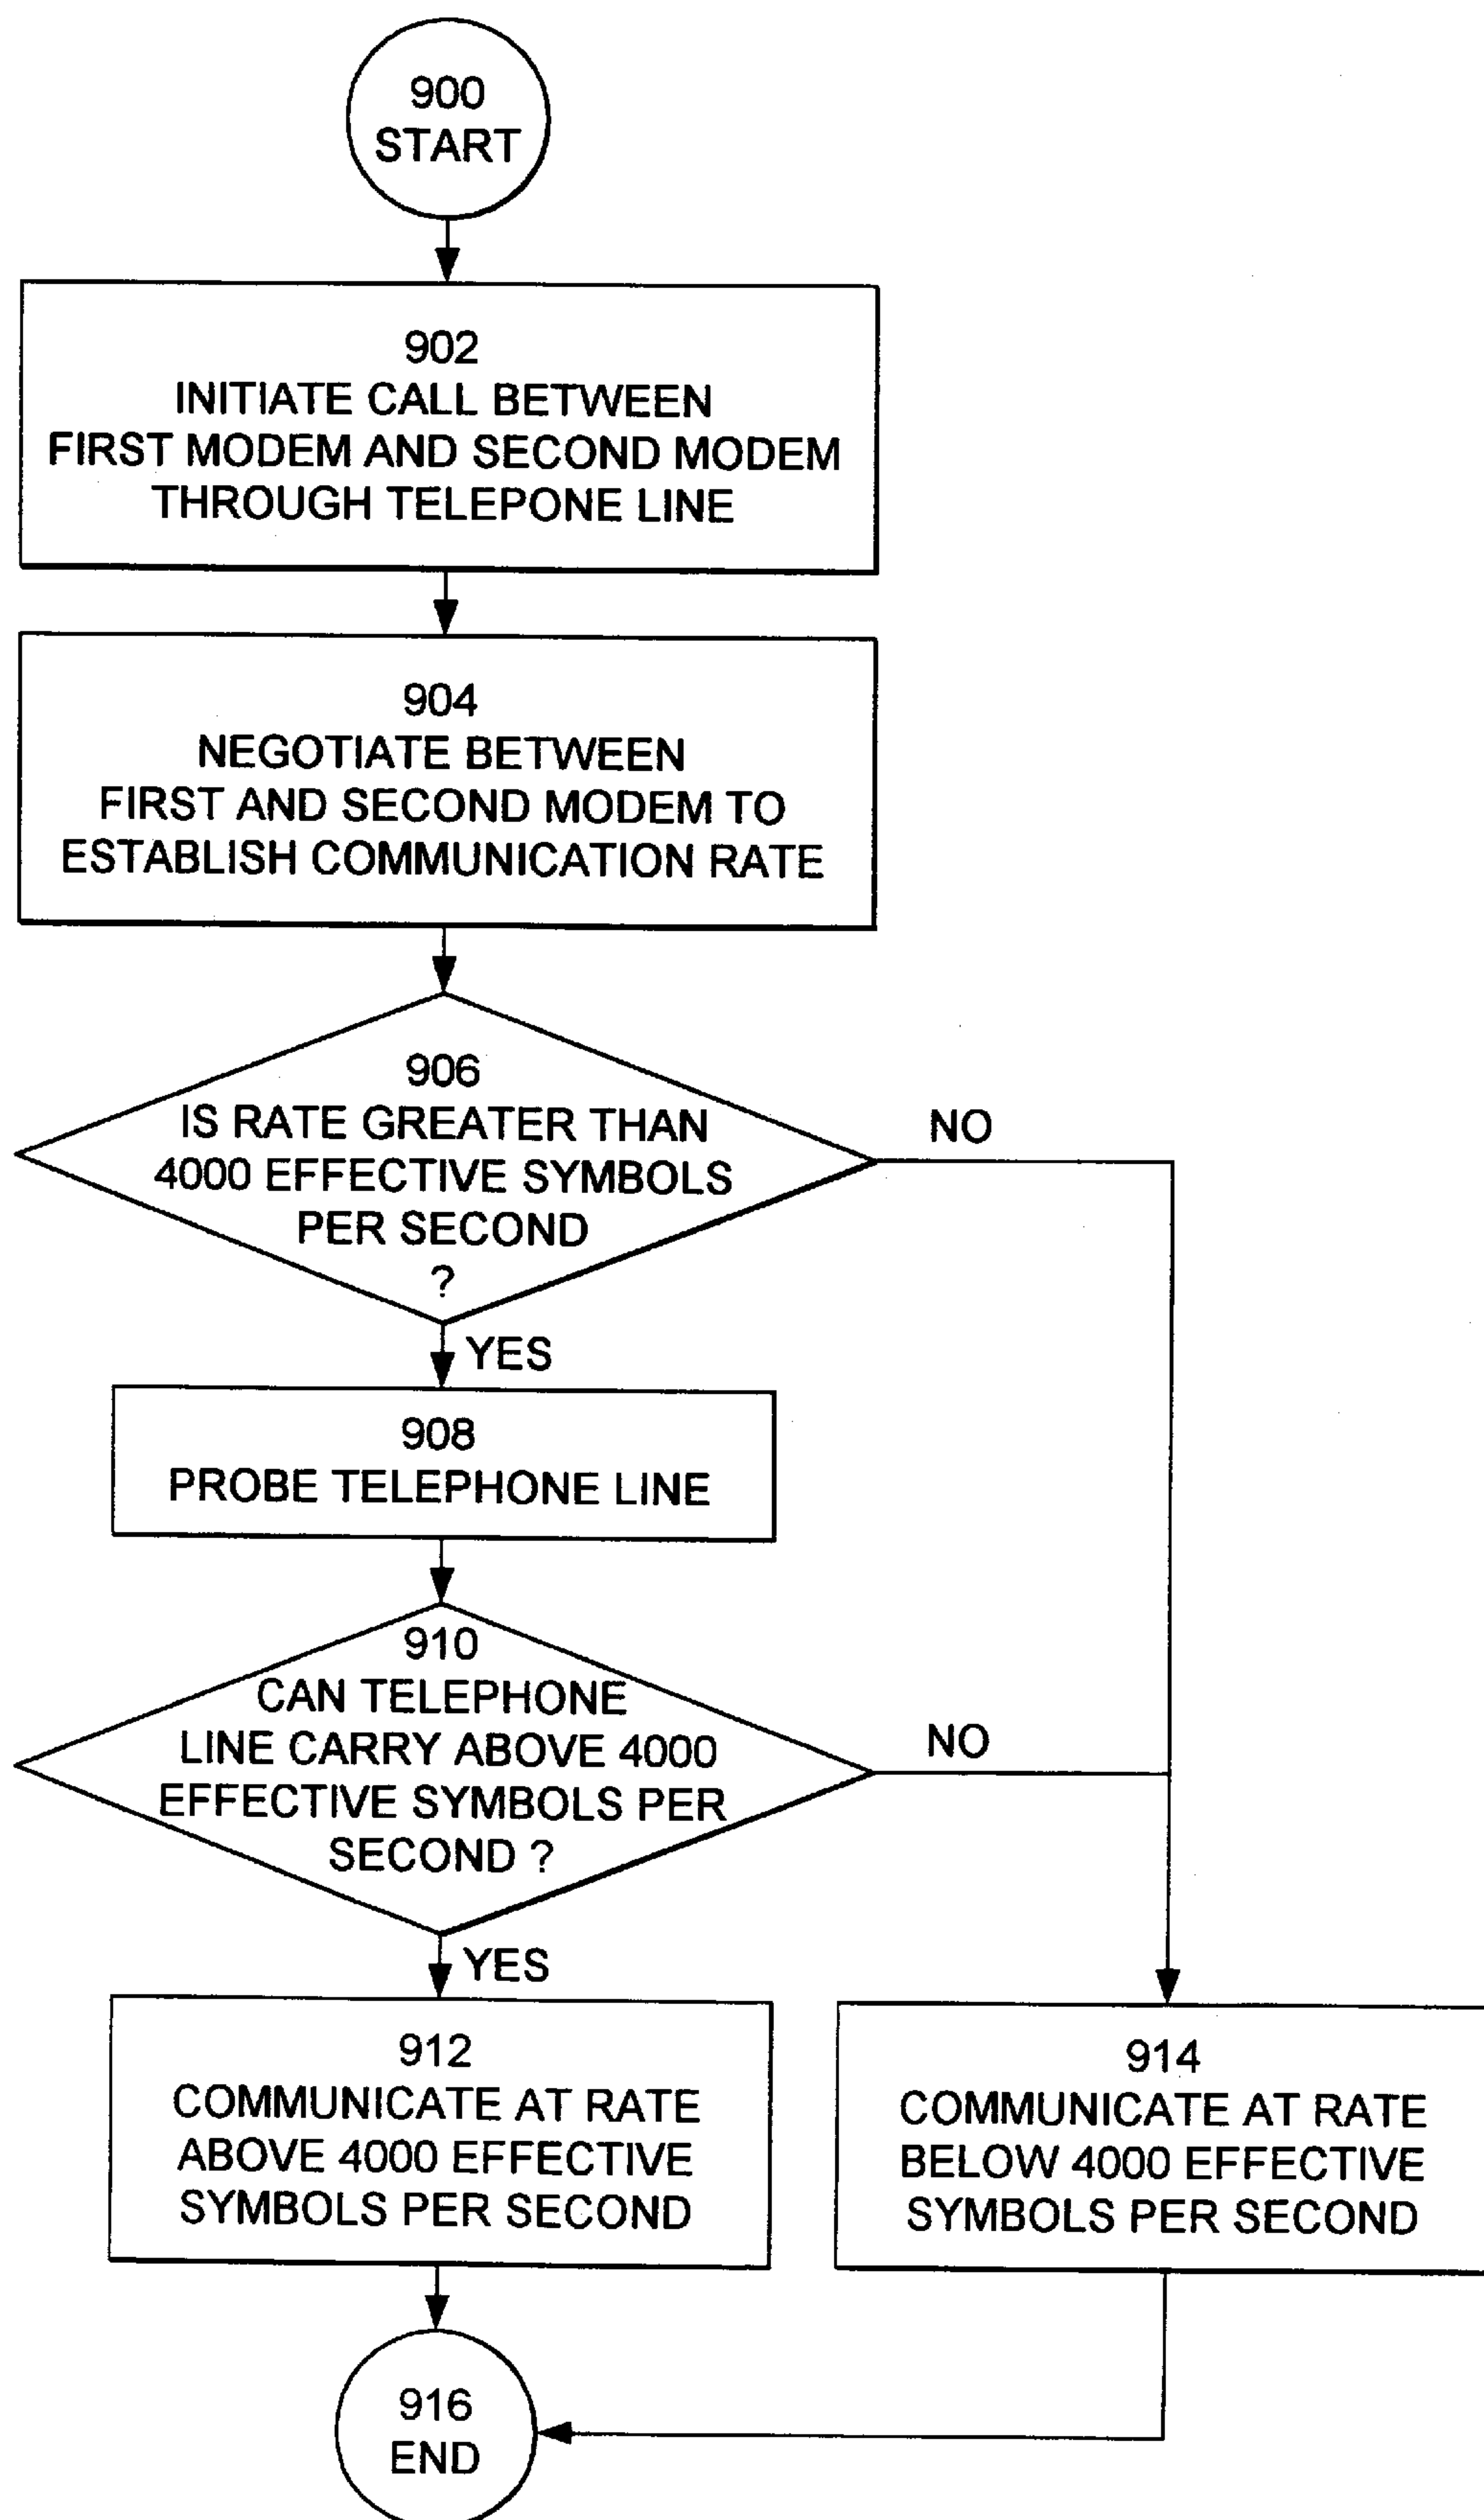 900
START
902
INITIATE CALL BETWEEN
FIRST MODEM AND SECOND MODEM
THROUGH TELEPONE LINE
904
NEGOTIATE BETWEEN
FIRST AND SECOND MODEM TO
ESTABLISH COMMUNICATION RATE
906
IS RATE GREATER THAN
4000 EFFECTIVE SYMBOLS
PER SECOND
?
NO
YES
908
PROBE TELEPHONE LINE
910
CAN TELEPHONE
LINE CARRY ABOVE 4000
EFFECTIVE SYMBOLS PER
SECOND ?
NO
YES
912
COMMUNICATE AT RATE
ABOVE 4000 EFFECTIVE
SYMBOLS PER SECOND
914
COMMUNICATE AT RATE
BELOW 4000 EFFECTIVE
SYMBOLS PER SECOND
916
END